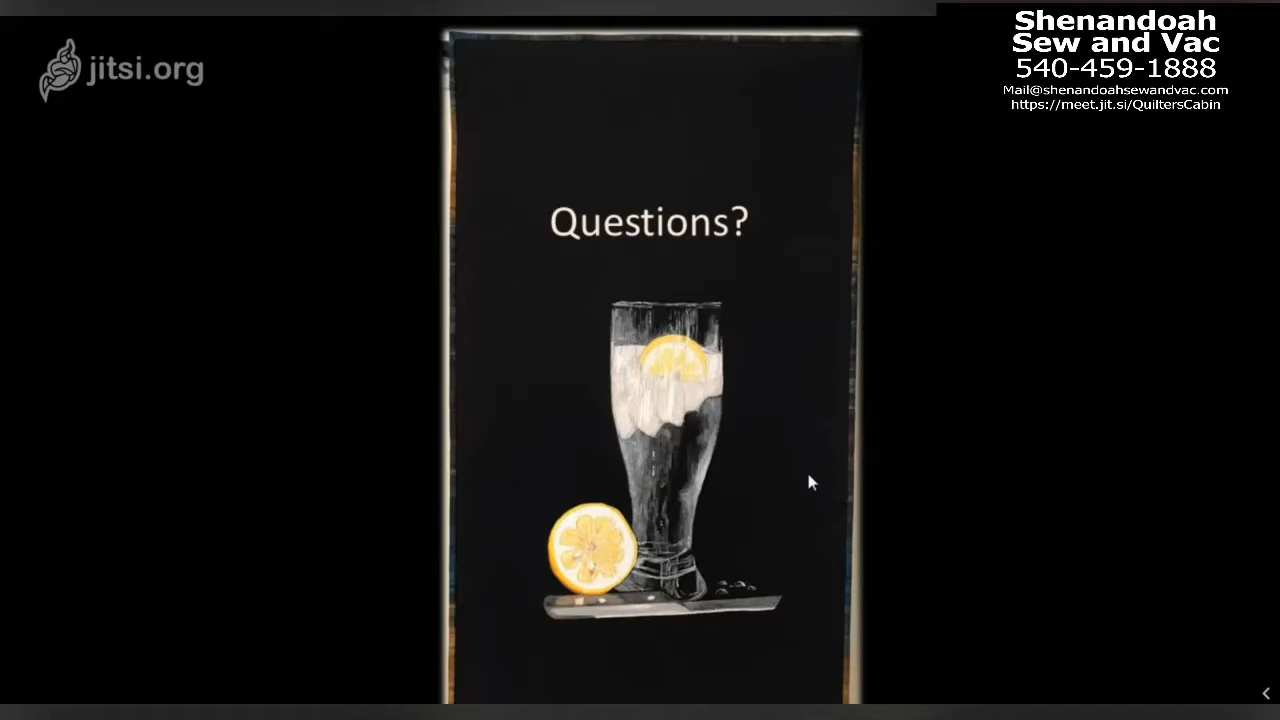 jitsi.org
Shenandoah
Sew and Vac
540-459-1888
Mail@shenandoahsewandvac.com
https://meet.jit.si/QuiltersCabin
Questions?